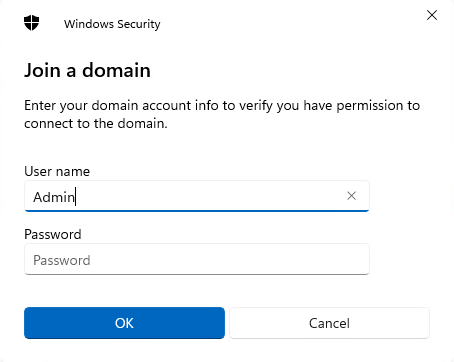 Windows Security
Join a domain
Enter your domain account info to verify you have permission to
connect to the domain.
User name
Admin
Password
Password
OK
Cancel